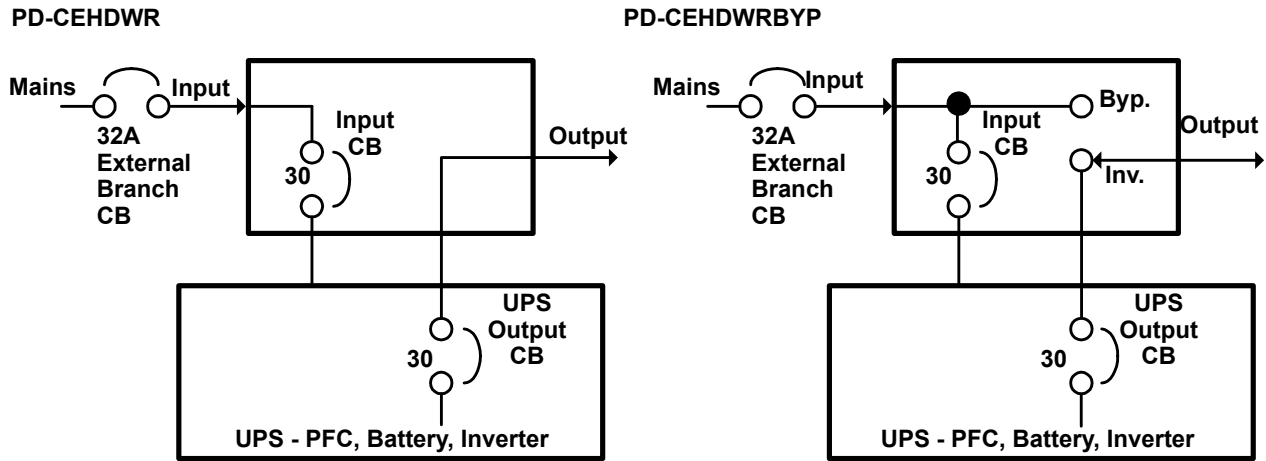 PD-CEHDWR
Mains
Input
32A
External
Branch
CB
Input
CB
30
Output
UPS
Output
CB
30
UPS - PFC, Battery, Inverter
PD-CEHDWRBYP
Mains
Input
32A
External
Branch
CB
Input
CB
30
Byp.
Inv.
Output
UPS
Output
CB
30
UPS - PFC, Battery, Inverter